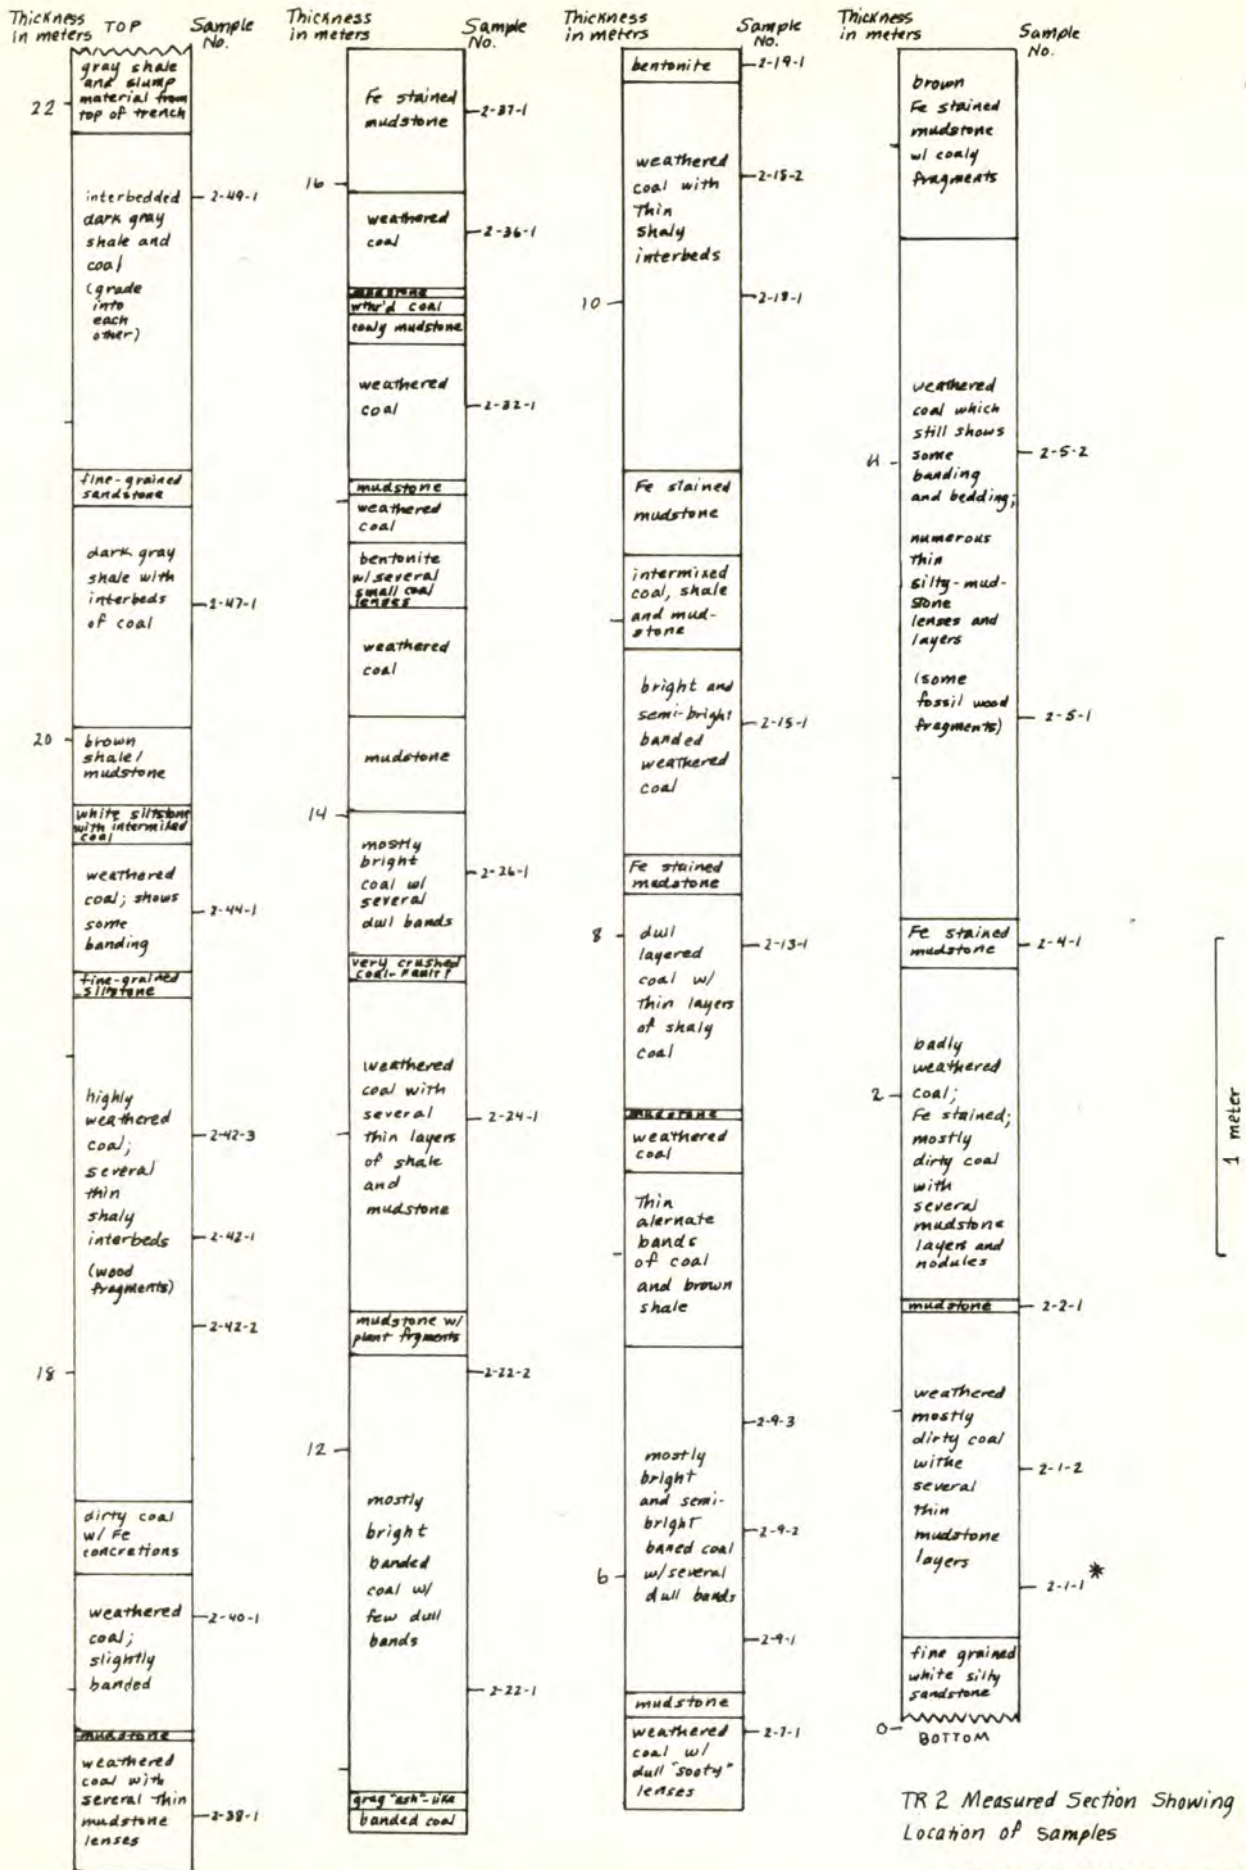 Thickness
in meters
TOP
Sample
No.
gray shale
and slump
material from
top of trench
22
interbedded
dark gray
shale and
coal
(grade
into
each
other)
2-49-1
fine-grained
sandstone
dark gray
shale with
interbeds
of coal
2-47-1
20
brown
shale/
mudstone
white siltstone
with intermixed
coal
weathered
coal; shows
some
banding
2-44-1
fine-grained
siltstone
highly
weathered
coal;
several
thin
shaly
interbeds
(wood
fragments)
2-42-3
2-42-1
2-42-2
18
dirty coal
w/ Fe
concretions
weathered
coal;
slightly
banded
2-40-1
mudstone
weathered
coal with
several thin
mudstone
lenses
2-38-1
Thickness
in meters
Sample
No.
Fe stained
mudstone
2-37-1
16
weathered
coal
2-36-1
mudstone
wthr'd coal
coaly mudstone
weathered
coal
2-32-1
mudstone
weathered
coal
bentonite
w/several
small coal
lenses
weathered
coal
mudstone
14
mostly
bright
coal w/
several
dull bands
2-26-1
very crushed
coal-Fault?
weathered
coal with
several
thin layers
of shale
and
mudstone
2-24-1
mudstone w/
plant frgments
2-22-2
12
mostly
bright
banded
coal w/
few dull
bands
2-22-1
gray "ash"-like
banded coal
Thickness
in meters
Sample
No.
bentonite
2-19-1
weathered
coal with
Thin
shaly
interbeds
2-18-2
2-18-1
10
Fe stained
mudstone
intermixed
coal, shale
and mud-
stone
bright and
semi-bright
banded
weathered
coal
2-15-1
Fe stained
mudstone
8
dull
layered
coal w/
thin layers
of shaly
coal
2-13-1
mudstone
weathered
coal
Thin
alernate
bands
of coal
and brown
shale
2-9-3
mostly
bright
and semi-
bright
baned coal
w/several
dull bands
2-9-2
6
2-9-1
mudstone
weathered
coal w/
dull "sooty"
lenses
2-7-1
Thickness
in meters
Sample
No.
brown
Fe stained
mudstone
w/ coaly
fragments
weathered
coal which
still shows
some
banding
and bedding;
numerous
thin
silty-mud-
stone
lenses and
layers
(some
fossil wood
fragments)
4
2-5-2
2-5-1
Fe stained
mudstone
2-4-1
badly
weathered
coal;
Fe stained;
mostly
dirty coal
with
several
mudstone
layers and
nodules
2
mudstone
2-2-1
weathered
mostly
dirty coal
withe
several
thin
mudstone
layers
2-1-2
2-1-1 *
fine grained
white silty
sandstone
0
BOTTOM
1 meter
TR 2 Measured Section Showing
Location of Samples